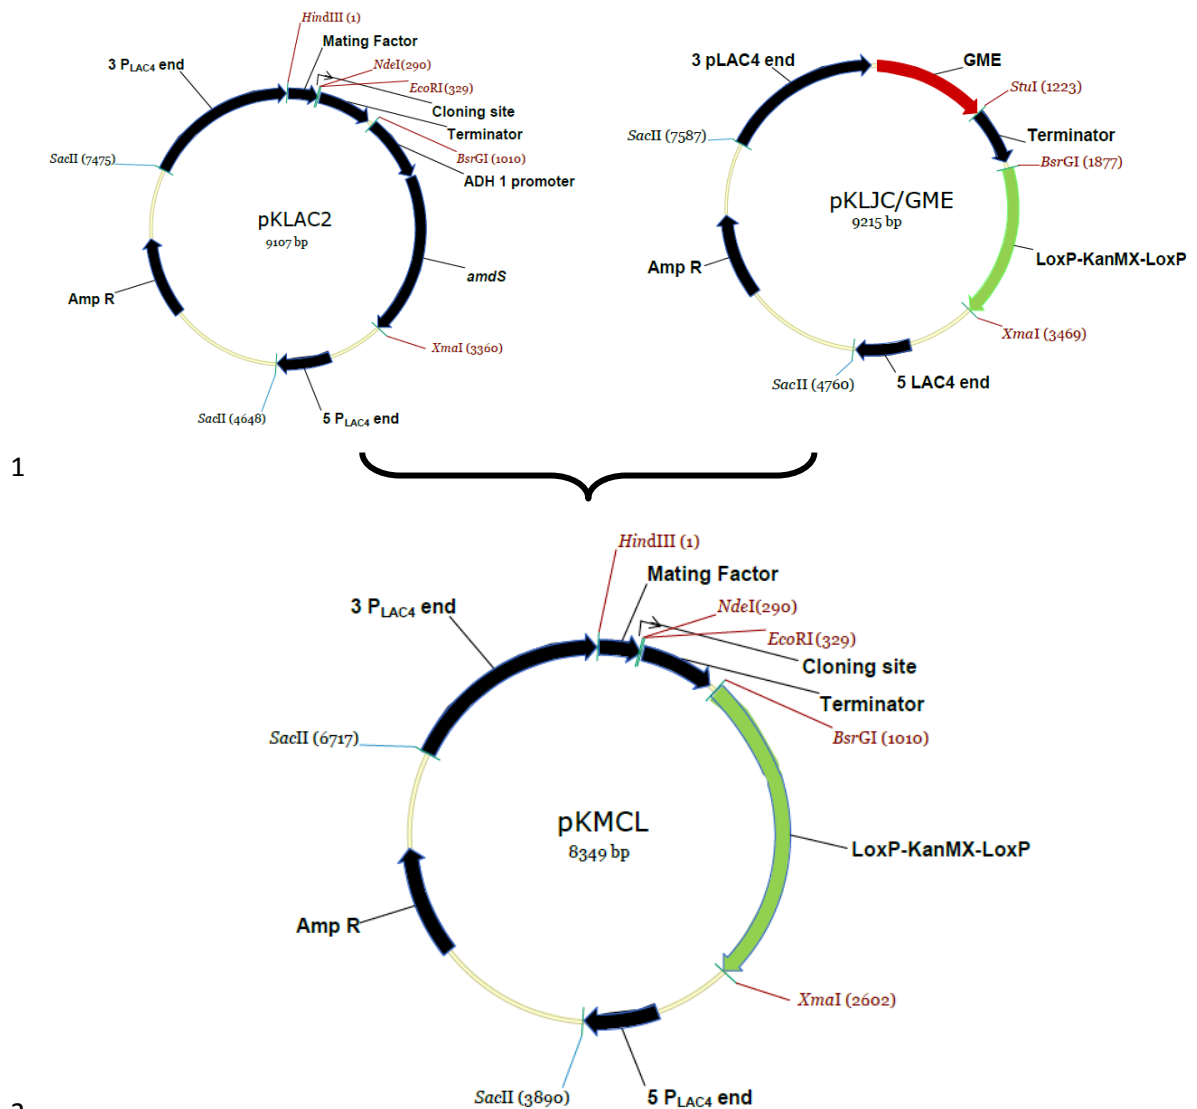 HindIII (1)
Mating Factor
3 PLAC4 end
NdeI(290)
EcoRI(329)
Cloning site
Terminator
BsrGI (1010)
ADH 1 promoter
SacII (7475)
pKLAC2
9107 bp
amdS
Amp R
XmaI (3360)
SacII (4648)
5 PLAC4 end
3 pLAC4 end
GME
StuI (1223)
Terminator
SacII (7587)
BsrGI (1877)
pKLJC/GME
9215 bp
LoxP-KanMX-LoxP
Amp R
XmaI (3469)
SacII (4760)
5 LAC4 end
1
HindIII (1)
Mating Factor
3 PLAC4 end
NdeI(290)
EcoRI(329)
Cloning site
Terminator
BsrGI (1010)
SacII (6717)
pKMCL
8349 bp
LoxP-KanMX-LoxP
Amp R
XmaI (2602)
SacII (3890)
5 PLAC4 end